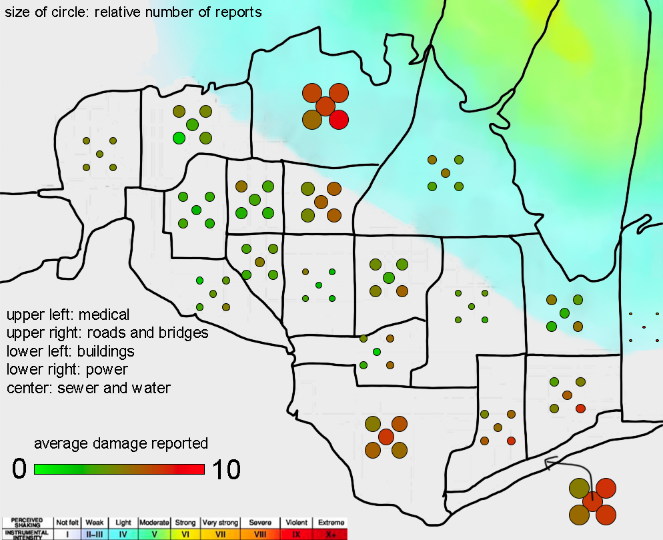 size of circle: relative number of reports
upper left: medical
upper right: roads and bridges
lower left: buildings
lower right: power
center: sewer and water
average damage reported
0 10
PERCEIVED SHAKING Not felt Weak Light Moderate Strong Very strong Severe Violent Extreme
INSTRUMENTAL INTENSITY I II-III IV V VI VII VIII IX X+